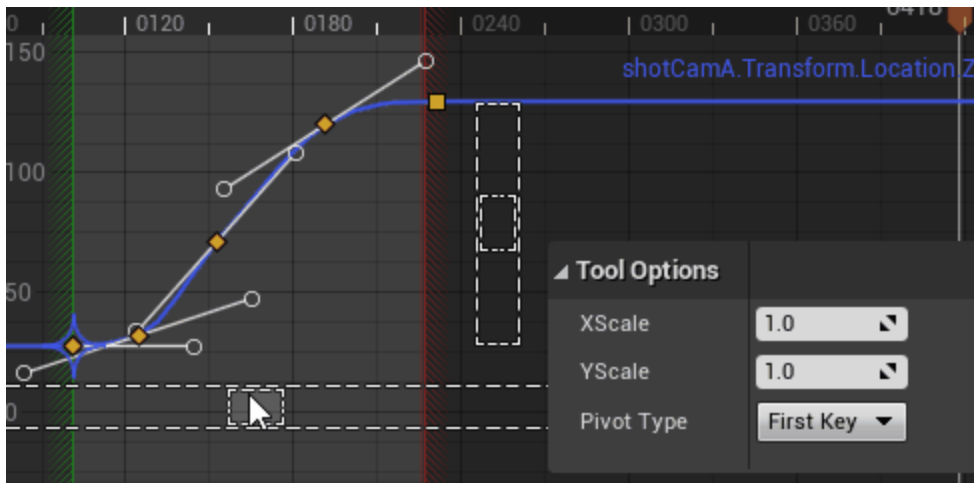 0120 0180 0240 0300 0360
150
shotCamA.Transform.Location.Z
100
50
0
Tool Options
XScale 1.0
YScale 1.0
Pivot Type First Key